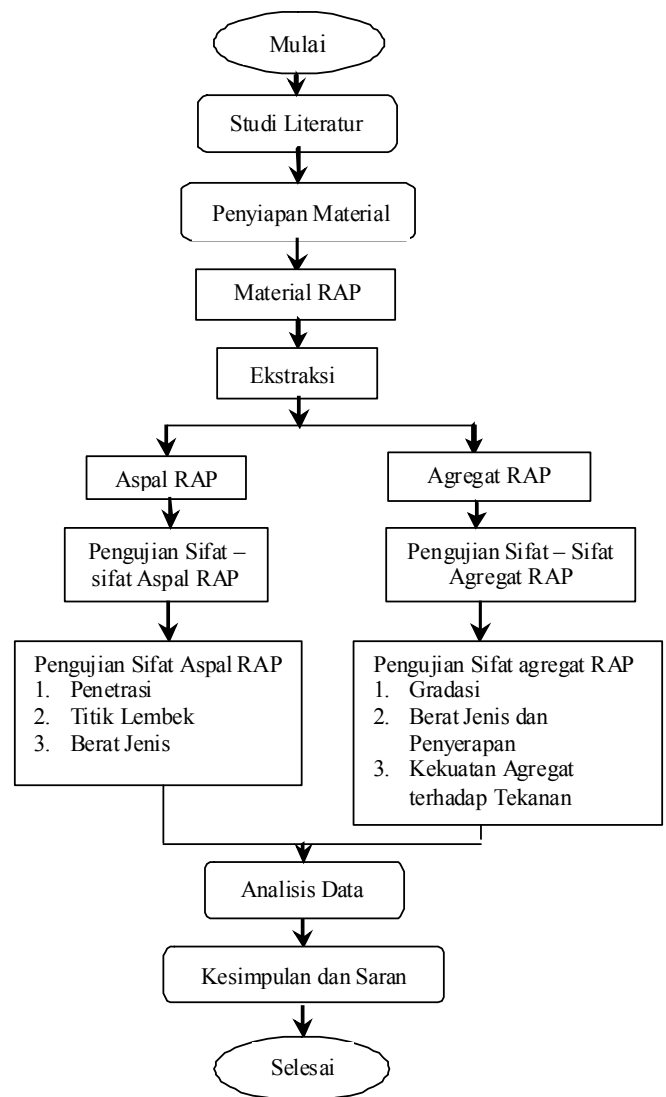 Mulai
Studi Literatur
Penyiapan Material
Material RAP
Ekstraksi
Aspal RAP
Agregat RAP
Pengujian Sifat –
sifat Aspal RAP
Pengujian Sifat – Sifat
Agregat RAP
Pengujian Sifat Aspal RAP
1. Penetrasi
2. Titik Lembek
3. Berat Jenis
Pengujian Sifat agregat RAP
1. Gradasi
2. Berat Jenis dan
Penyerapan
3. Kekuatan Agregat
terhadap Tekanan
Analisis Data
Kesimpulan dan Saran
Selesai